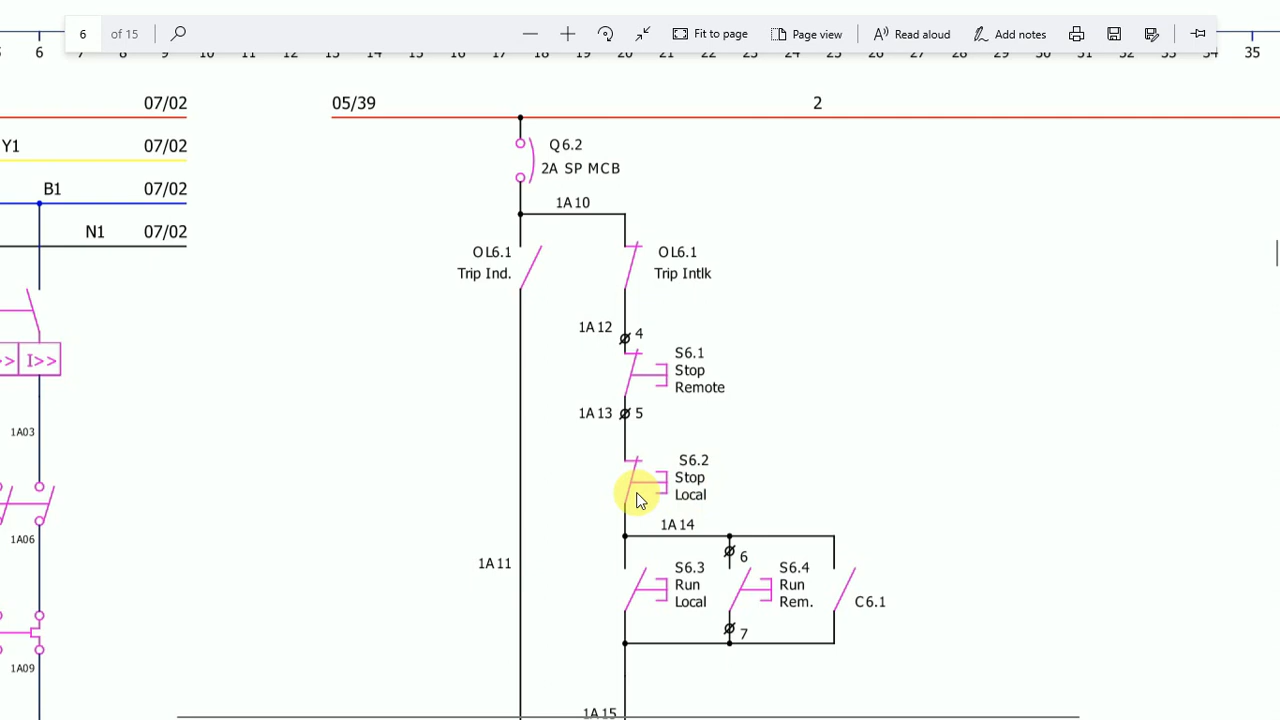 6 of 15
Fit to page
Page view
Read aloud
Add notes
6 8 9 10 11 12 13 14 15 16 17 18 19 20 21 22 23 24 25 26 27 28 29 30 31 32 33 34 35
07/02
05/39
2
Y1 07/02
B1 07/02
N1 07/02
Q6.2
2A SP MCB
1A10
OL6.1
Trip Ind.
OL6.1
Trip Intlk
1A12
4
S6.1
Stop
Remote
I>>
1A13
5
1A03
S6.2
Stop
Local
1A14
1A06
1A11
6
S6.3
Run
Local
S6.4
Run
Rem.
C6.1
7
1A09
1A15